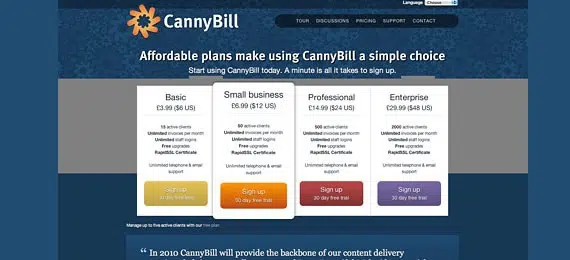 Language Choose
CannyBill
TOUR DISCUSSIONS PRICING SUPPORT CONTACT
Affordable plans make using CannyBill a simple choice
Start using CannyBill today. A minute is all it takes to sign up.
Basic
£3.99 ($6 US)
10 active clients
Unlimited invoices per month
Unlimited staff logins
Free upgrades
RapidSSL Certificate
Unlimited telephone & email
support
Sign up
30 day free trial
Small business
£6.99 ($12 US)
50 active clients
Unlimited invoices per month
Unlimited staff logins
Free upgrades
RapidSSL Certificate
Unlimited telephone & email
support
Sign up
30 day free trial
Professional
£14.99 ($24 US)
500 active clients
Unlimited invoices per month
Unlimited staff logins
Free upgrades
RapidSSL Certificate
Unlimited telephone & email
support
Sign up
30 day free trial
Enterprise
£29.99 ($48 US)
2000 active clients
Unlimited invoices per month
Unlimited staff logins
Free upgrades
RapidSSL Certificate
Unlimited telephone & email
support
Sign up
30 day free trial
Manage up to five active clients with our free plan
“ In 2010 CannyBill will provide the backbone of our content delivery